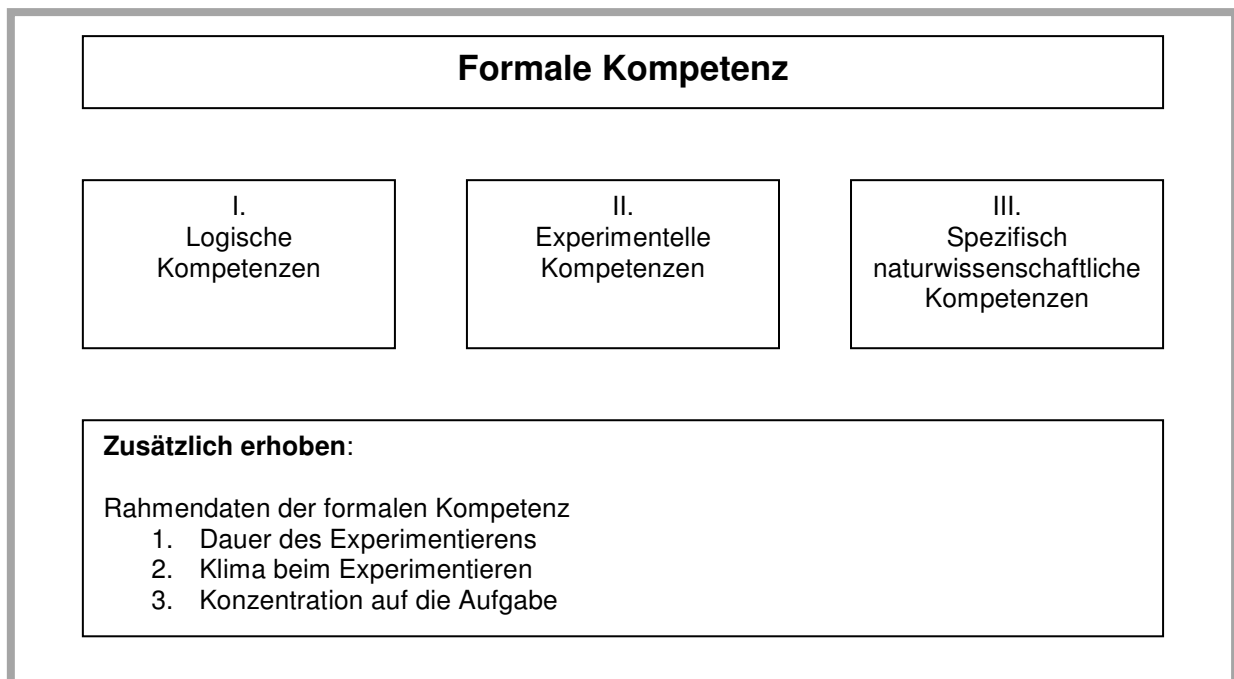 Formale Kompetenz
I.
Logische
Kompetenzen
II.
Experimentelle
Kompetenzen
III.
Spezifisch
naturwissenschaftliche
Kompetenzen
Zusätzlich erhoben:
Rahmendaten der formalen Kompetenz
1. Dauer des Experimentierens
2. Klima beim Experimentieren
3. Konzentration auf die Aufgabe